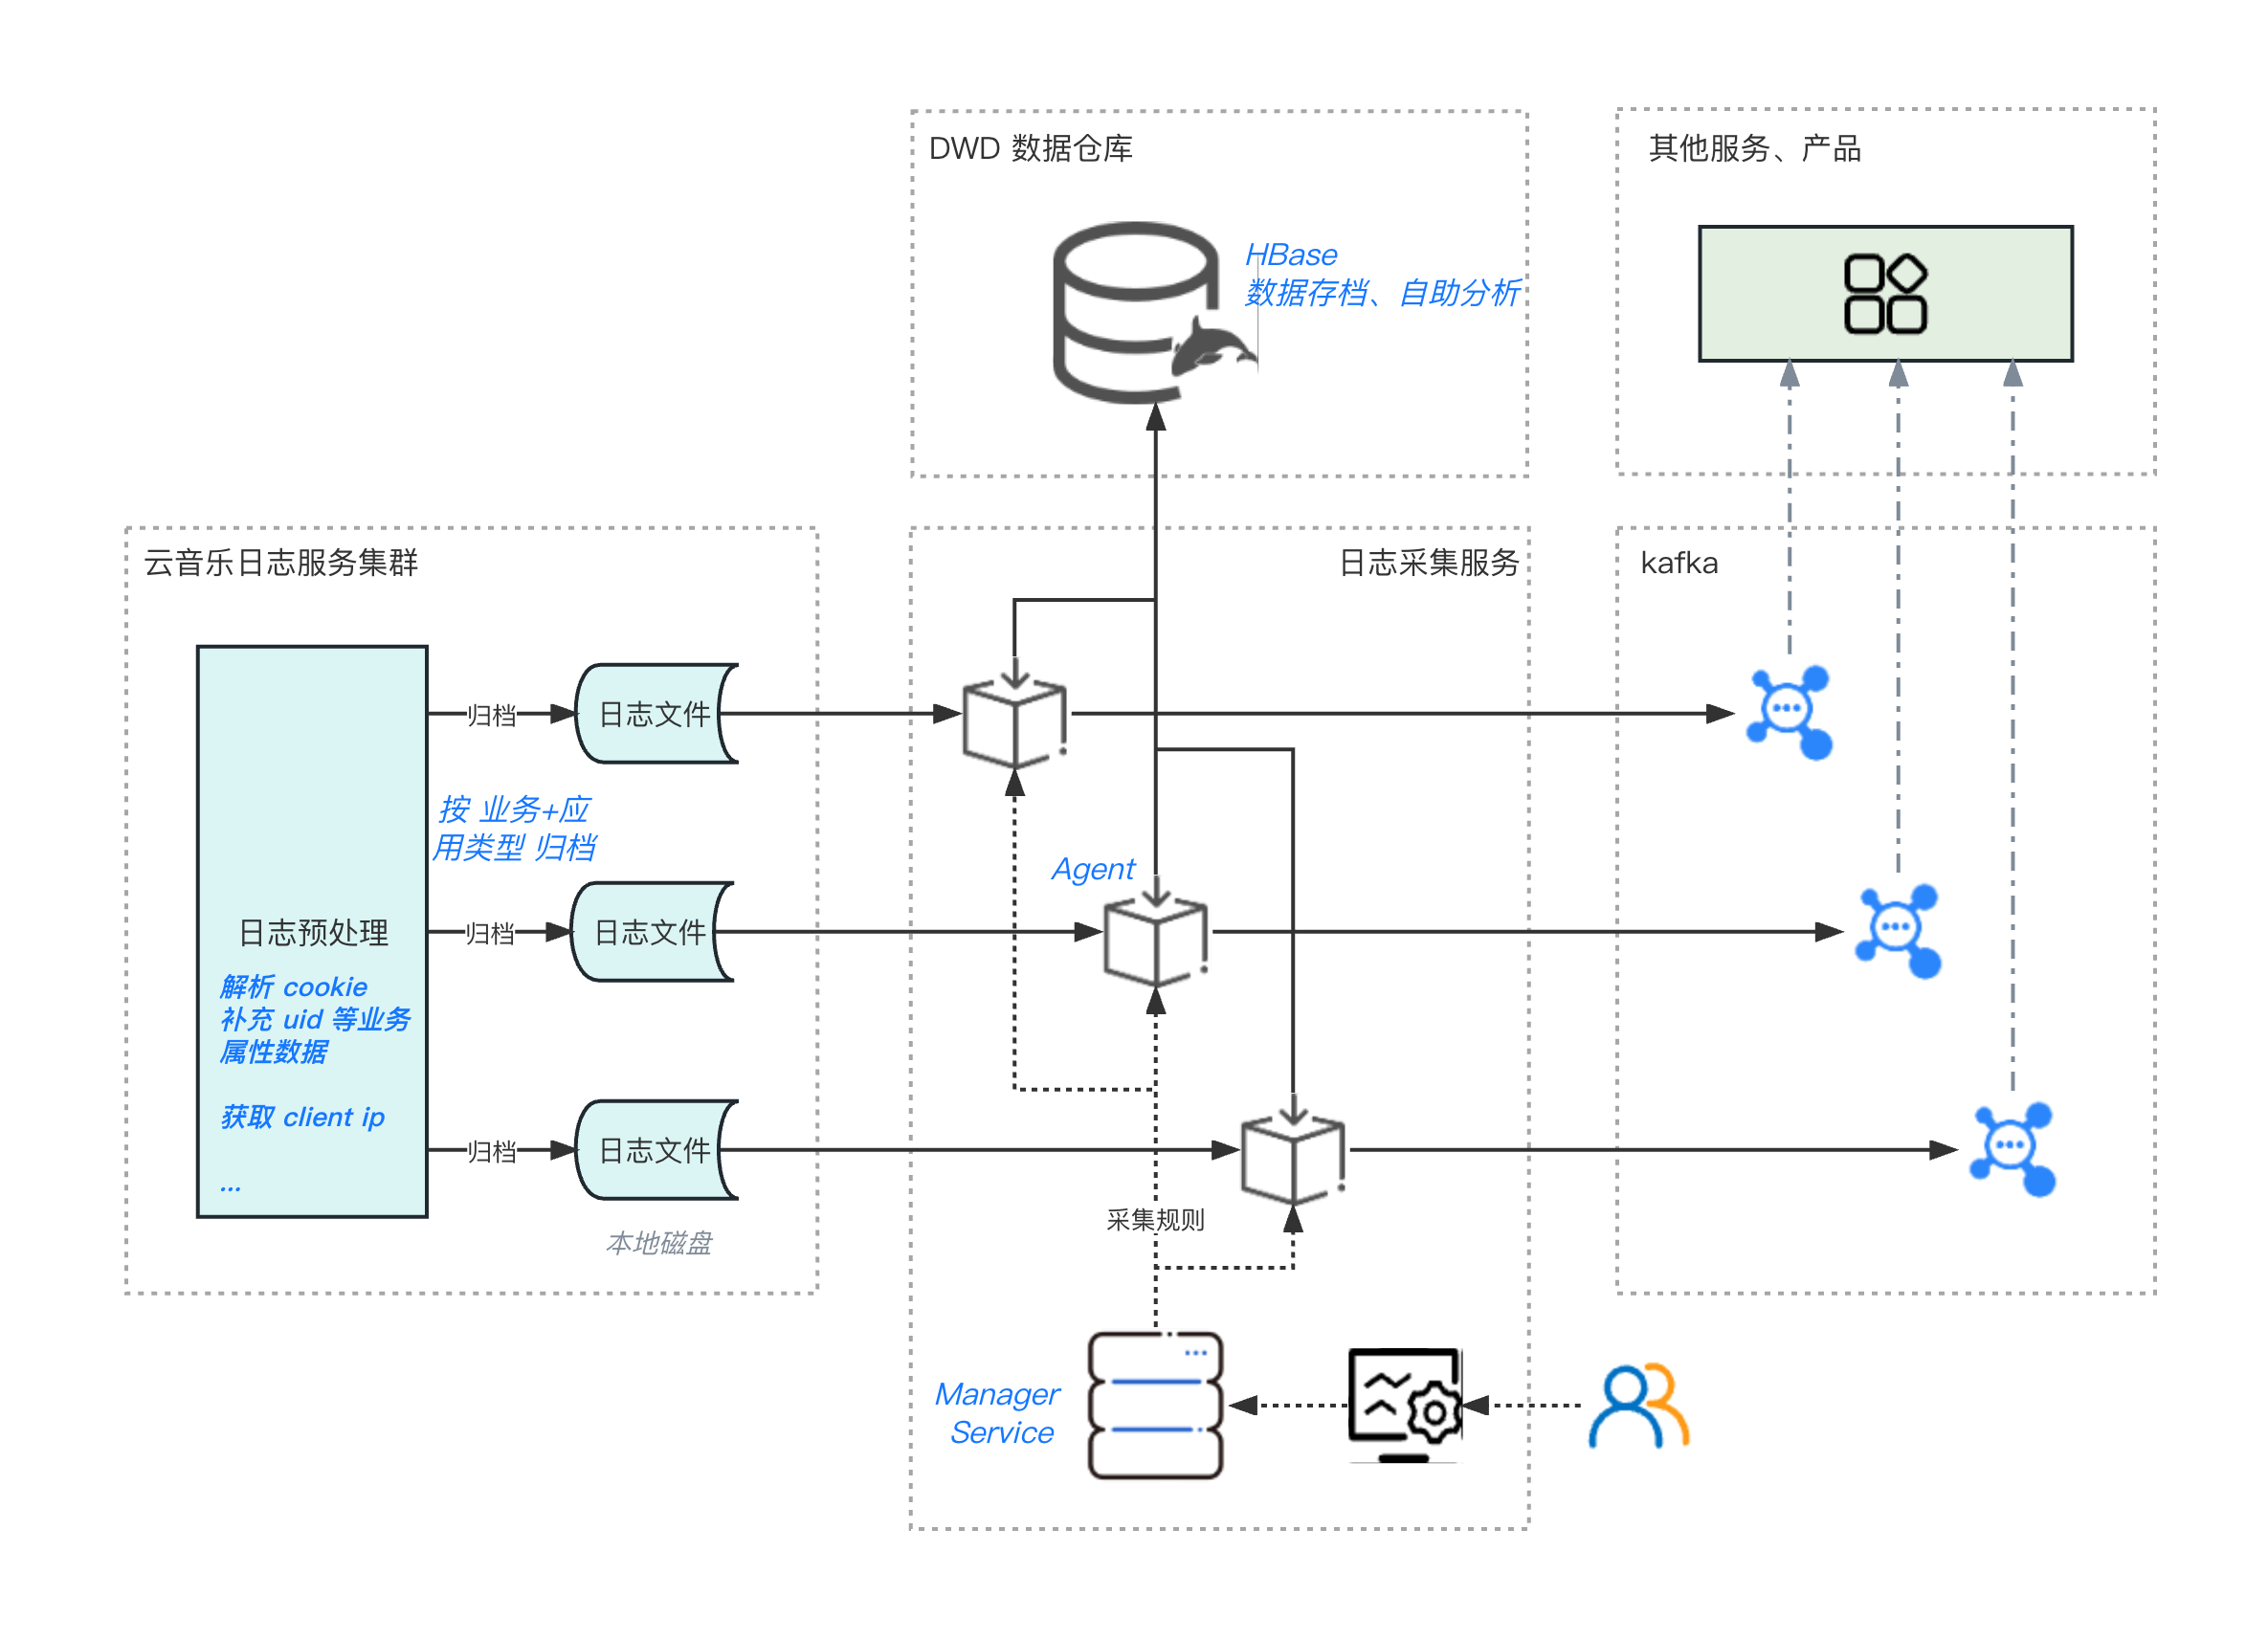 DWD 数据仓库
HBase
数据存档、自助分析
其他服务、产品
云音乐日志服务集群
日志预处理
解析 cookie
补充 uid 等业务
属性数据
获取 client ip
...
归档
日志文件
按 业务+应
用类型 归档
归档
日志文件
归档
日志文件
本地磁盘
日志采集服务
Agent
采集规则
Manager
Service
kafka